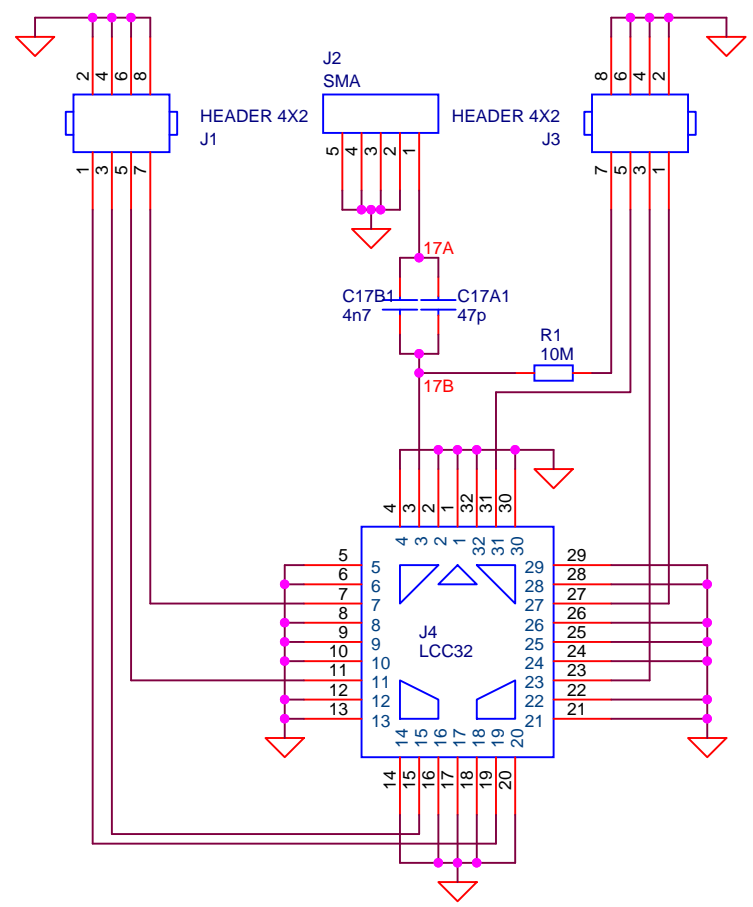 2 4 6 8
HEADER 4X2
J1
1 3 5 7
J2
SMA
5 4 3 2 1
8 6 4 2
HEADER 4X2
J3
7 5 3 1
17A
C17B1
4n7
C17A1
47p
R1
10M
17B
4 3 2 1 32 31 30
4 3 2 1 32 31 30
5 5 29 29
6 6 28 28
7 7 27 27
8 8 26 26
9 9 25 25
10 10 24 24
11 11 23 23
12 12 22 22
13 13 21 21
J4
LCC32
14 15 16 17 18 19 20
14 15 16 17 18 19 20